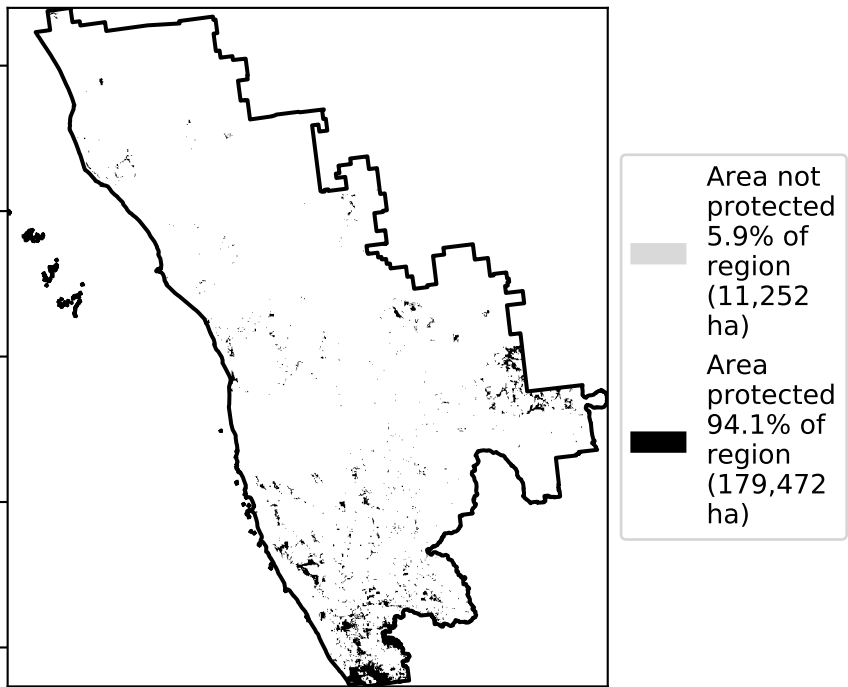 Area not
protected
5.9% of
region
(11,252
ha)
Area
protected
94.1% of
region
(179,472
ha)